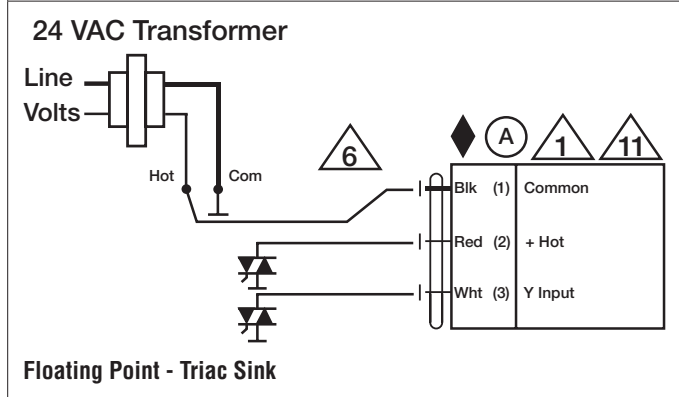 24 VAC Transformer
Line
Volts
Hot
Com
6
A
1
11
Blk (1) Common
Red (2) + Hot
Wht (3) Y Input
Floating Point - Triac Sink